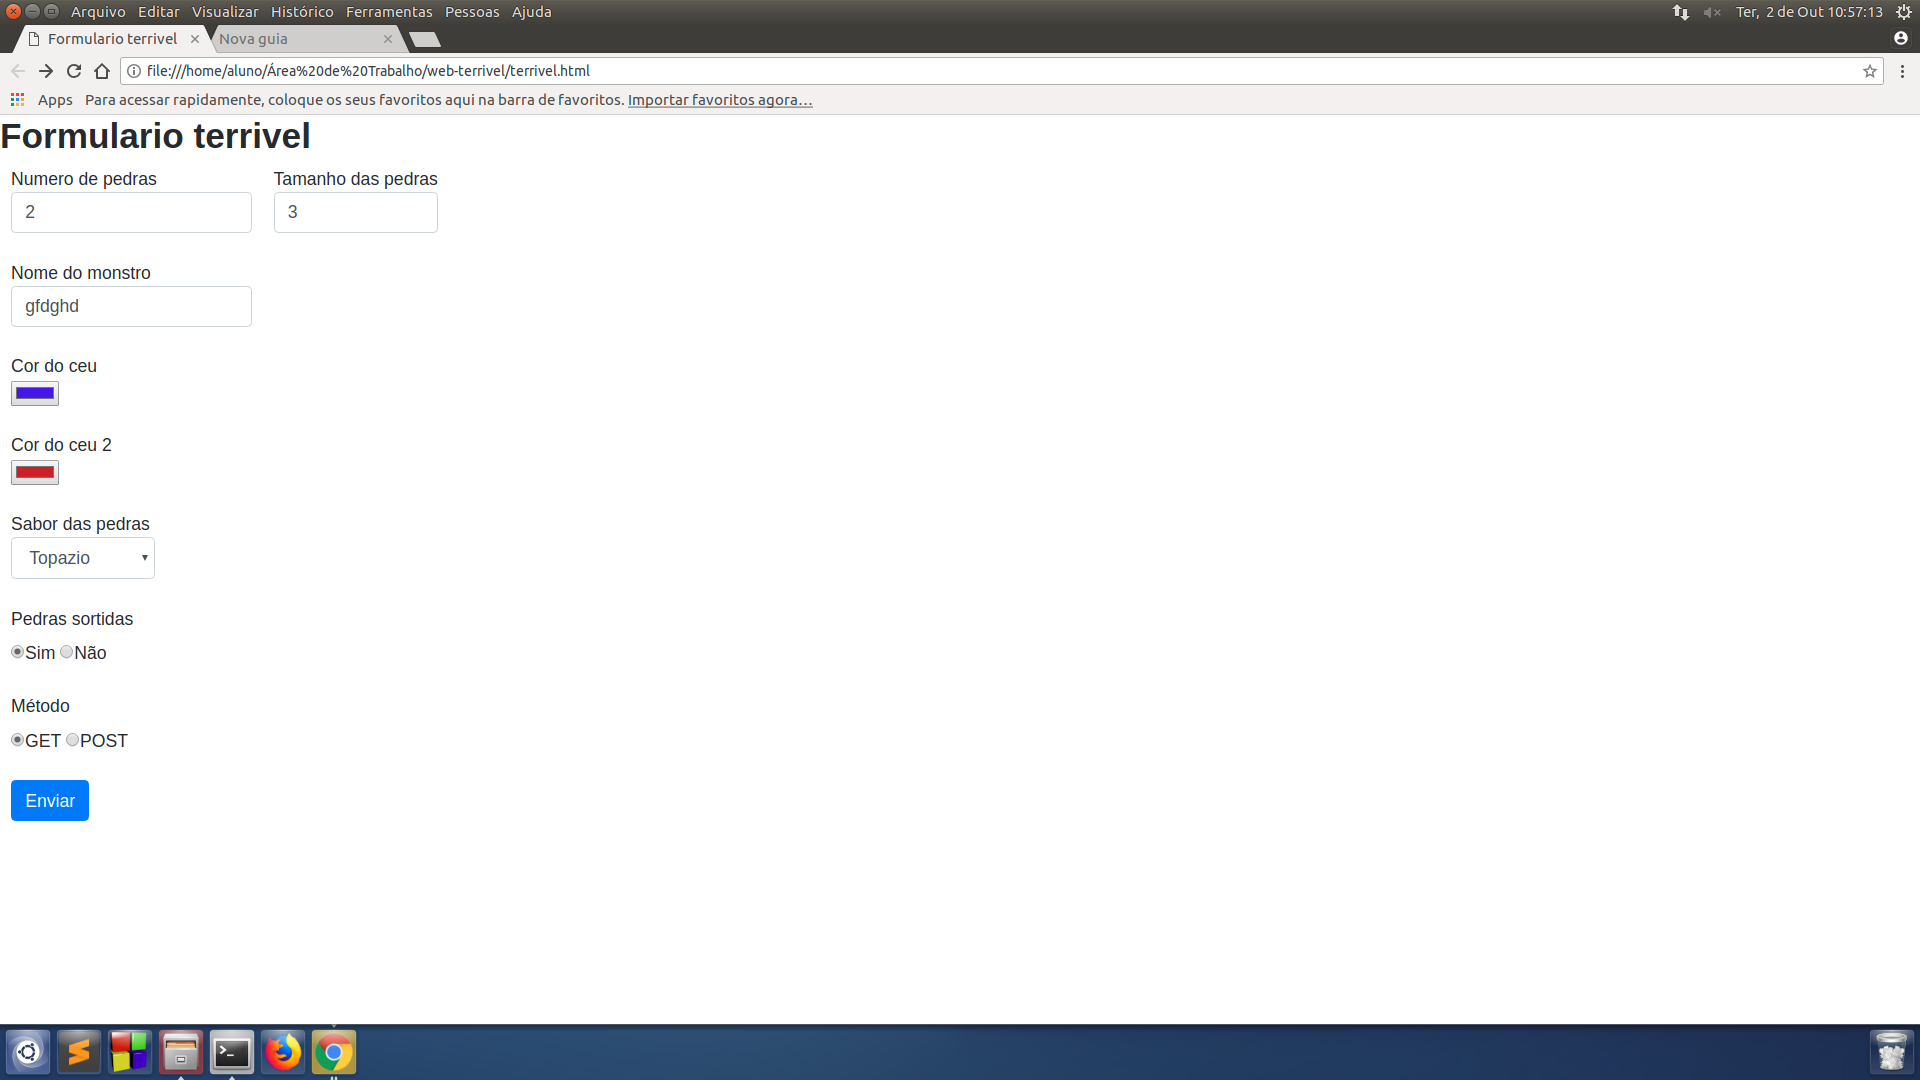 Arquivo Editar Visualizar Histórico Ferramentas Pessoas Ajuda
Ter, 2 de Out 10:57:13
Formulario terrivel
Nova guia
file:///home/aluno/Área%20de%20Trabalho/web-terrivel/terrivel.html
Apps Para acessar rapidamente, coloque os seus favoritos aqui na barra de favoritos. Importar favoritos agora…
Formulario terrivel
Numero de pedras Tamanho das pedras
2 3
Nome do monstro
gfdghd
Cor do ceu
Cor do ceu 2
Sabor das pedras
Topazio
Pedras sortidas
Sim Não
Método
GET POST
Enviar